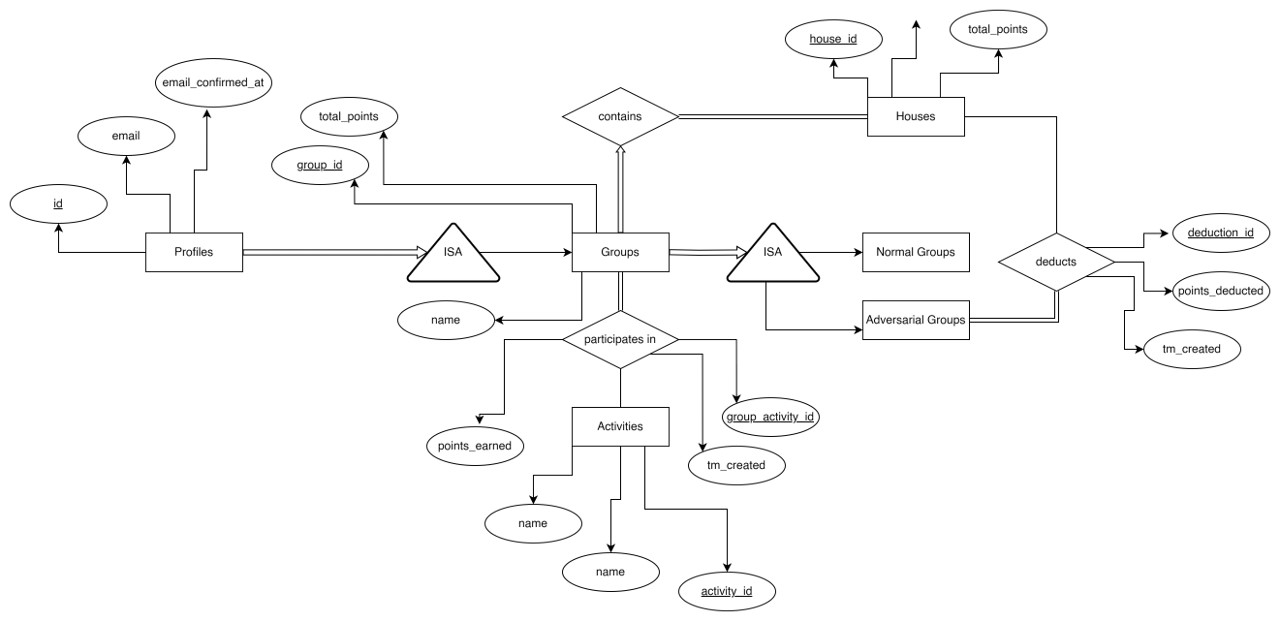 house_id
total_points
email_confirmed_at
total_points
contains
Houses
email
group_id
id
deduction_id
Profiles
ISA
Groups
ISA
Normal Groups
deducts
points_deducted
name
Adversarial Groups
participates in
tm_created
group_activity_id
Activities
points_earned
tm_created
name
name
activity_id